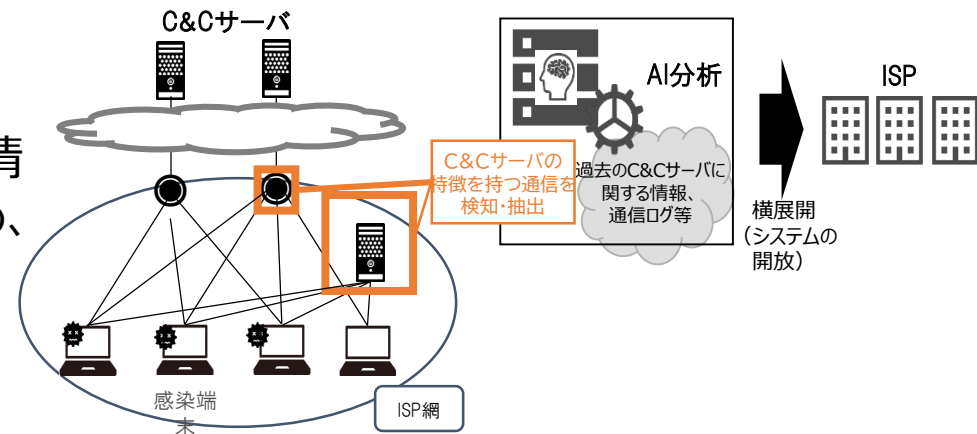 C&Cサーバ
情
、
C&Cサーバの
特徴を持つ通信を
検知・抽出
AI分析
過去のC&Cサーバに
関する情報、
通信ログ等
横展開
(システムの
開放)
ISP
感染端
末
ISP網